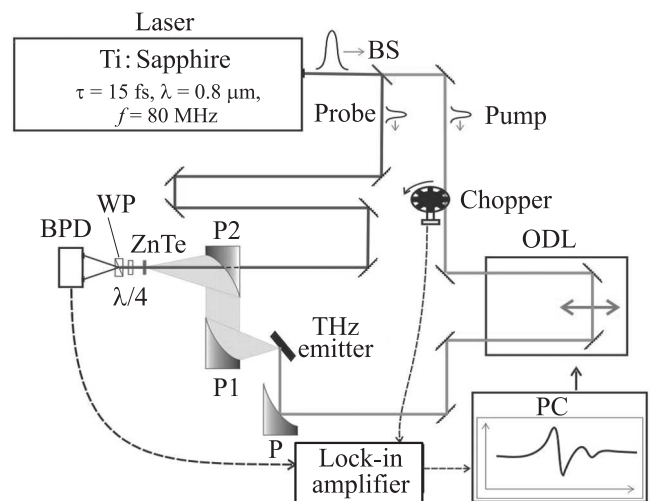 Laser
Ti: Sapphire
τ = 15 fs, λ = 0.8 μm,
f = 80 MHz
BS
Probe
Pump
Chopper
WP
BPD
ZnTe
P2
λ/4
ODL
THz
emitter
P1
P
Lock-in
amplifier
PC